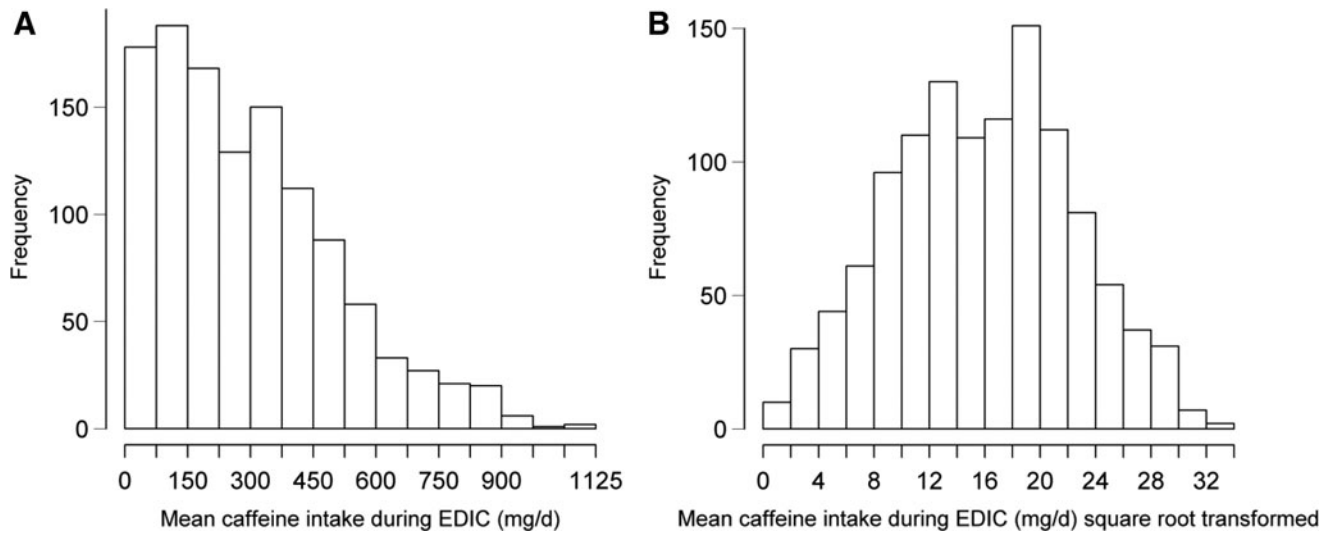 A
Frequency
150
100
50
0
0 150 300 450 600 750 900 1125
Mean caffeine intake during EDIC (mg/d)
B
Frequency
150
100
50
0
0 4 8 12 16 20 24 28 32
Mean caffeine intake during EDIC (mg/d) square root transformed